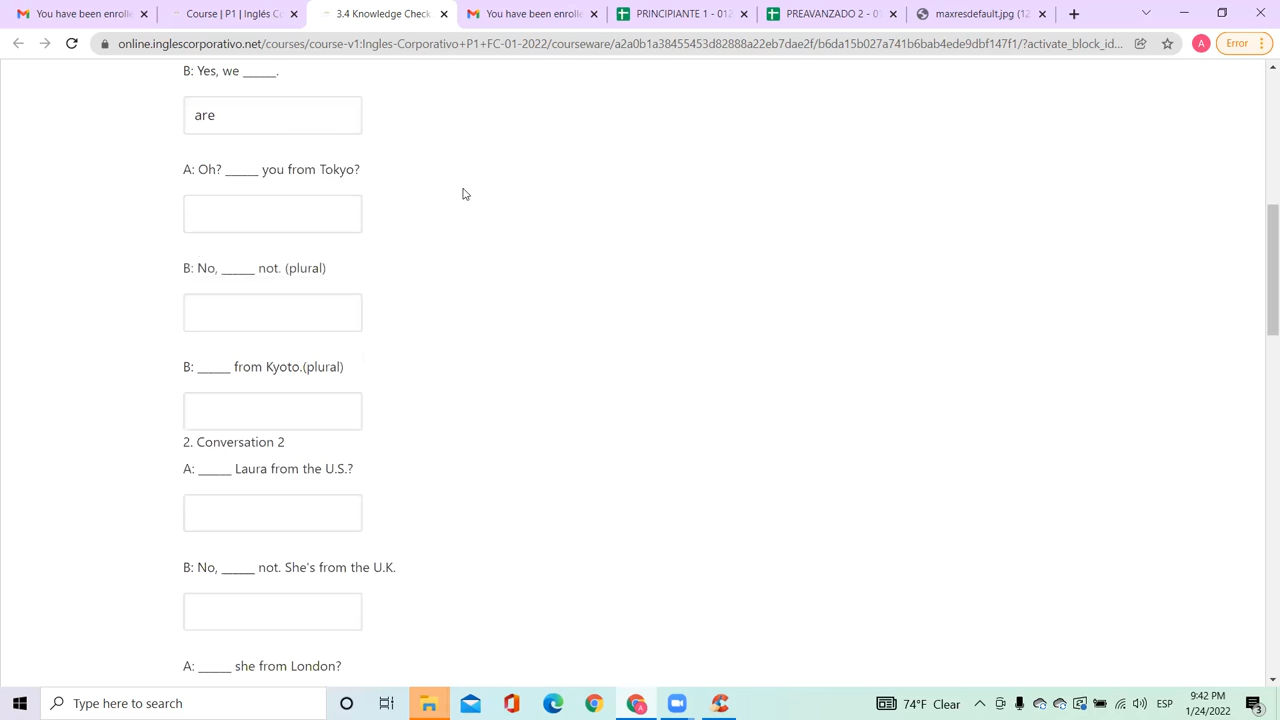 You have been enrolle
Course | P1 | Inglés C
3.4 Knowledge Check
You have been enrolle
PRINCIPIANTE 1 - 012
PREAVANZADO 2 - 01
maxresdefault.jpg (12
online.inglescorporativo.net/courses/course-v1:Ingles-Corporativo+P1+FC-01-2022/courseware/a2a0b1a38455453d82888a22eb7dae2f/b6da15b027a741b6bab4ede9dbf147f1/?activate_block_id...
A
Error
B: Yes, we _____.
are
A: Oh? _____ you from Tokyo?
B: No, _____ not. (plural)
B: _____ from Kyoto.(plural)
2. Conversation 2
A: _____ Laura from the U.S.?
B: No, _____ not. She's from the U.K.
A: _____ she from London?
Type here to search
74°F Clear
ESP
9:42 PM
1/24/2022
3